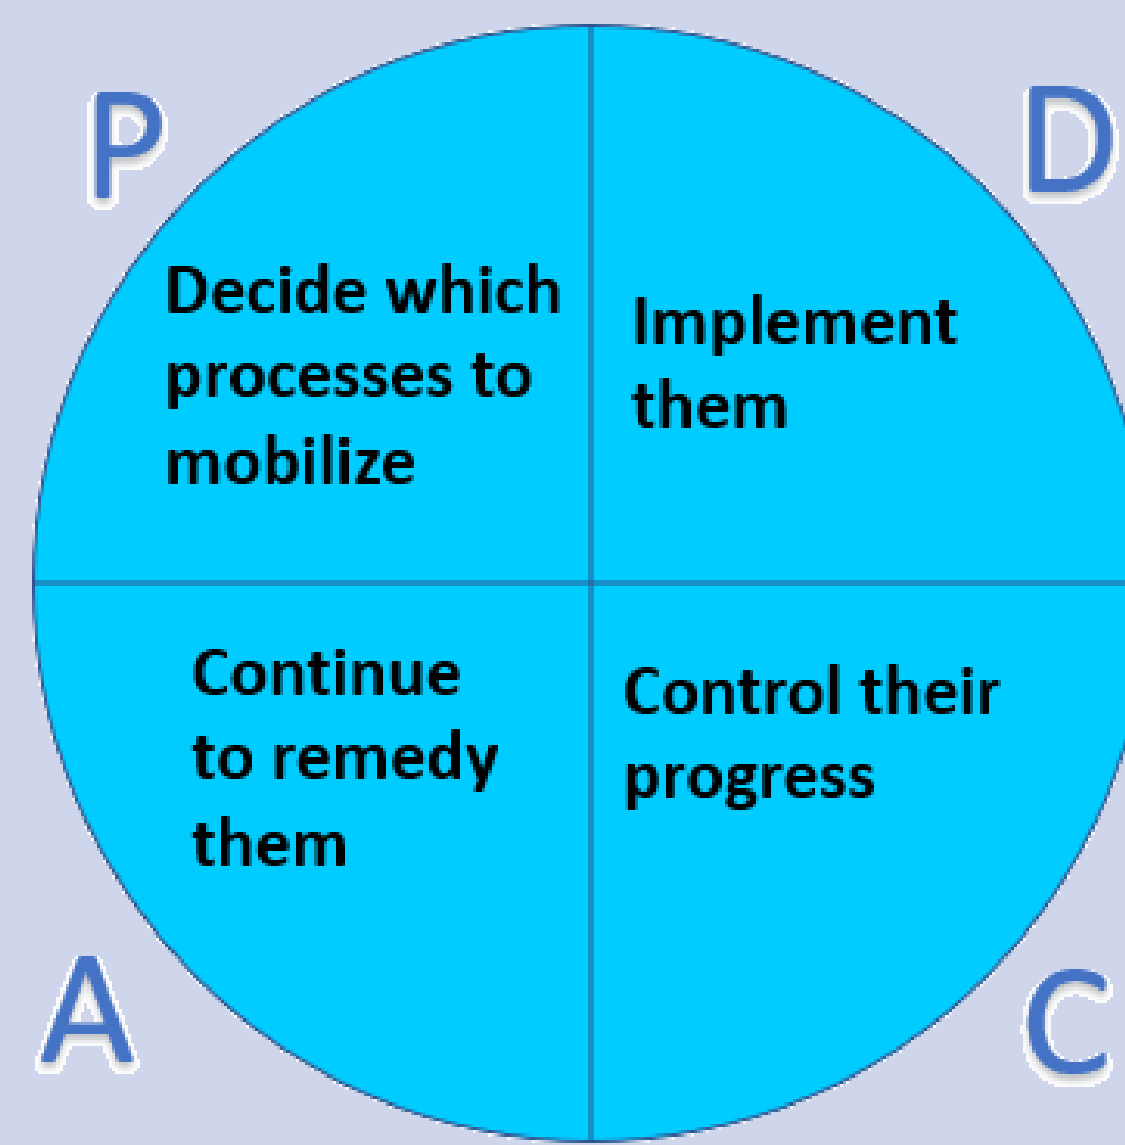 P
D
Decide which
processes to
mobilize
Implement
them
Continue
to remedy
them
Control their
progress
A
C